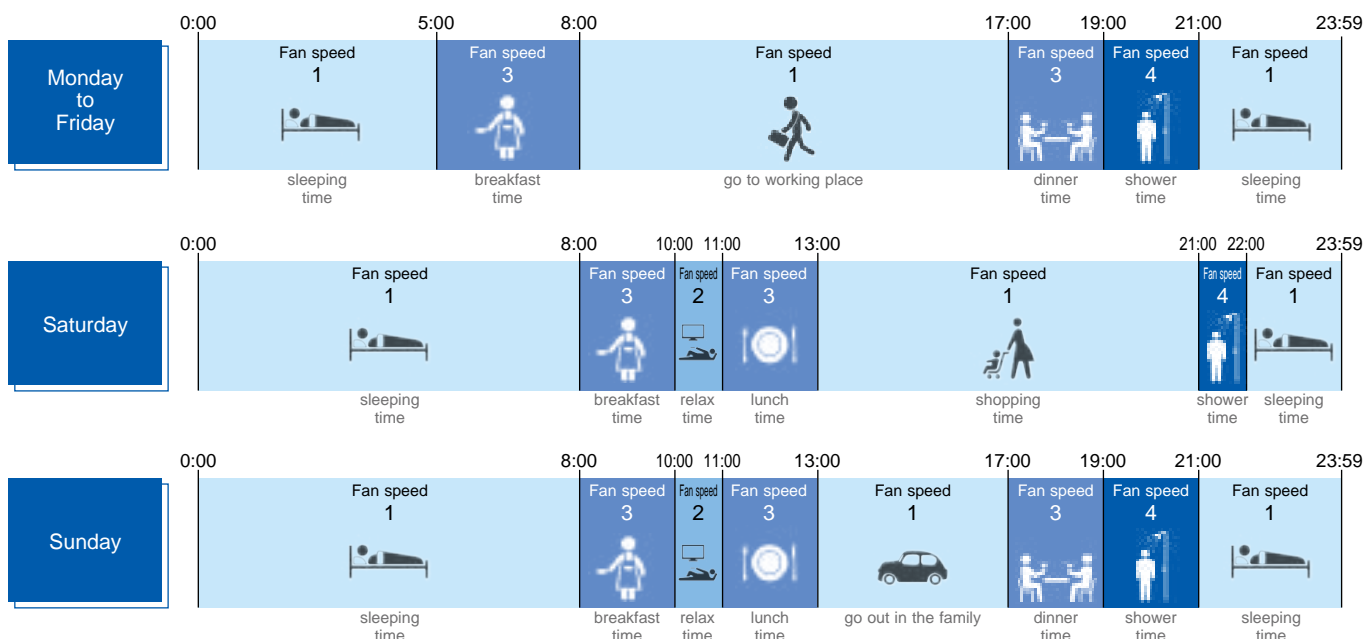 0:00 5:00 8:00 17:00 19:00 21:00 23:59
Monday
to
Friday
Fan speed Fan speed Fan speed Fan speed Fan speed Fan speed
1 3 1 3 4 1
sleeping breakfast go to working place dinner shower sleeping
time time time time time
0:00 8:00 10:00 11:00 13:00 21:00 22:00 23:59
Saturday
Fan speed Fan speed Fan speed Fan speed Fan speed Fan speed Fan speed
1 3 2 3 1 4 1
sleeping breakfast relax lunch shopping shower sleeping
time time time time time time time
0:00 8:00 10:00 11:00 13:00 17:00 19:00 21:00 23:59
Sunday
Fan speed Fan speed Fan speed Fan speed Fan speed Fan speed Fan speed Fan speed
1 3 2 3 1 3 4 1
sleeping breakfast relax lunch go out in the family dinner shower sleeping
time time time time time time time